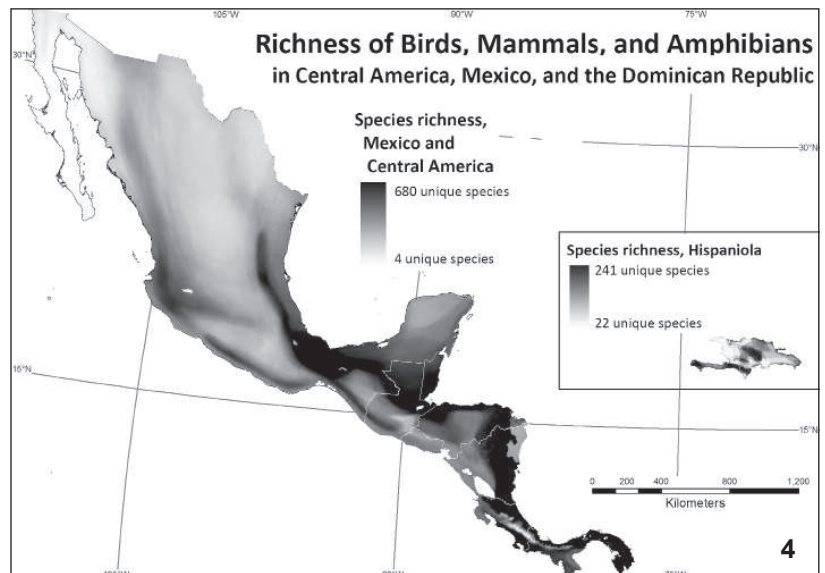 105°W 90°W 75°W
30°N
Richness of Birds, Mammals, and Amphibians
in Central America, Mexico, and the Dominican Republic
Species richness,
Mexico and
Central America
680 unique species
4 unique species
30°N
Species richness, Hispaniola
241 unique species
22 unique species
15°N
15°N
0 200 400 800 1,200
Kilometers
4